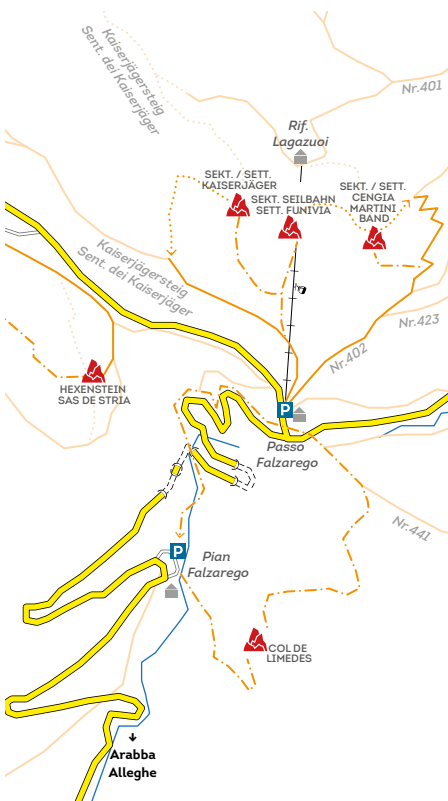 Kaiserjägersteig
Sent. dei Kaiserjäger
Nr.401
Rif.
Lagazuoi
SEKT. / SETT.
KAISERJÄGER
SEKT. SEILBAHN
SETT. FUNIVIA
SEKT. / SETT.
CENGIA
MARTINI
BAND
Kaiserjägersteig
Sent. dei Kaiserjäger
Nr.423
Nr.402
HEXENSTEIN
SAS DE STRIA
P
Passo
Falzarego
Nr.441
P
Pian
Falzarego
COL DE
LIMEDES
Arabba
Alleghe